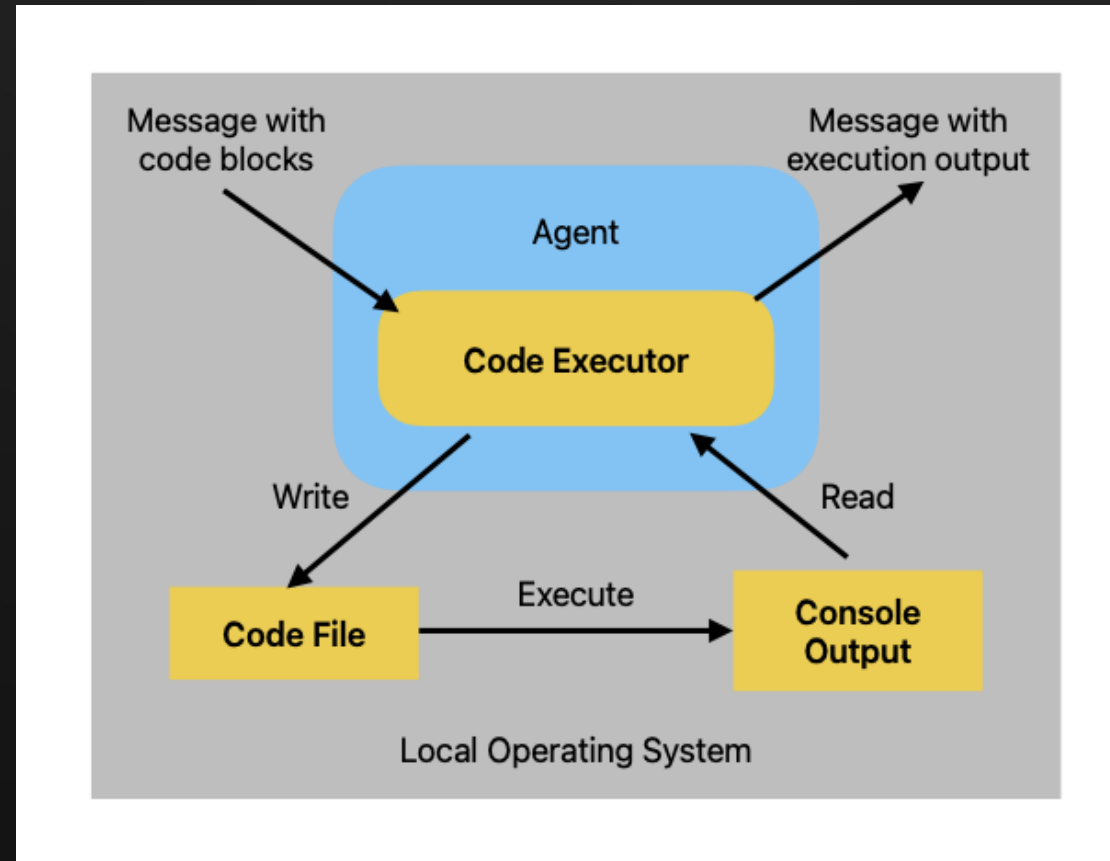 Message with
code blocks
Message with
execution output
Agent
Code Executor
Write
Read
Execute
Code File
Console
Output
Local Operating System